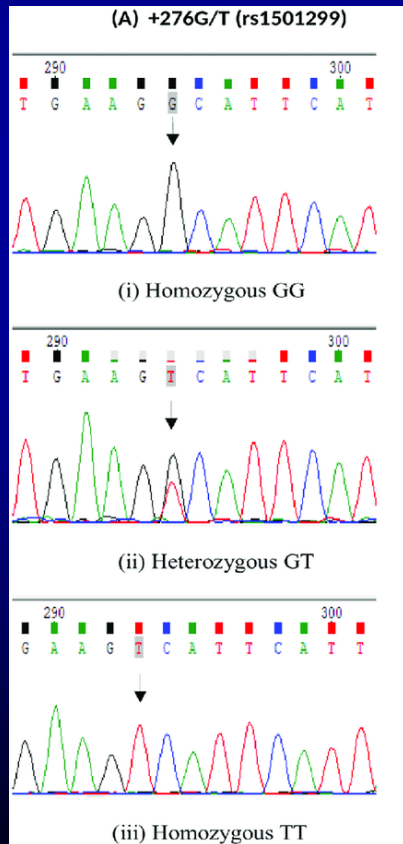 (A) +276G/T (rs1501299)
290 300
T G A A G G C A T T C A T
(i) Homozygous GG
290 300
T G A A G T C A T T C A T
(ii) Heterozygous GT
290 300
G A A G T C A T T C A T T
(iii) Homozygous TT